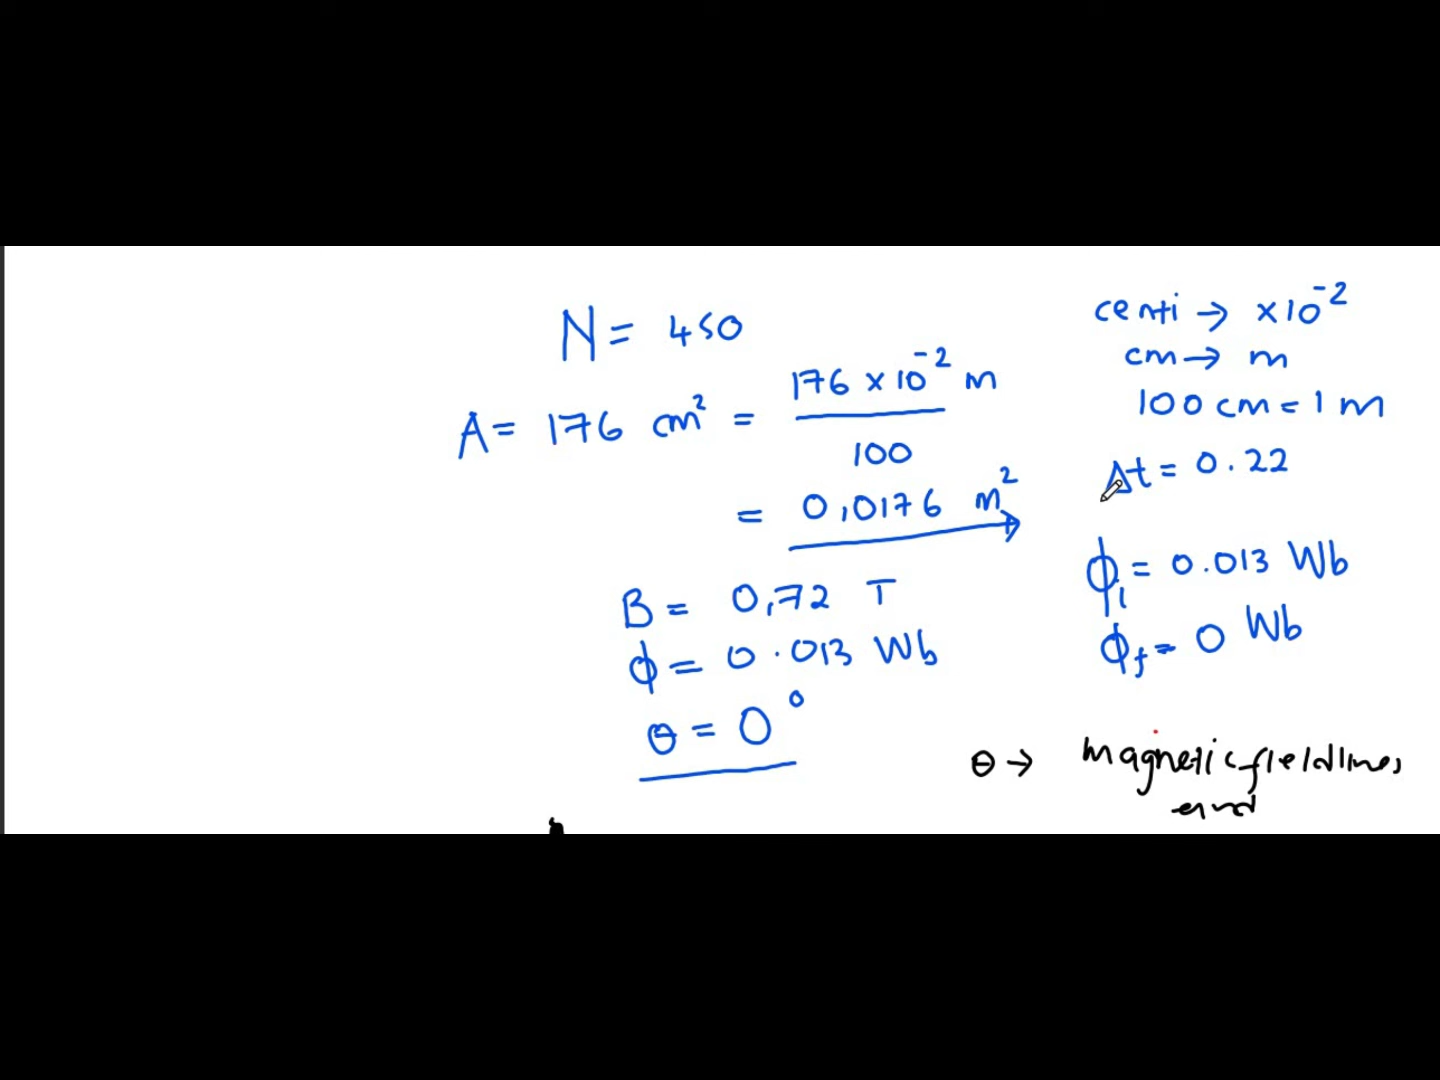 N = 450
A = 176 cm² = 176 × 10⁻² m
100
= 0,0176 m²
B = 0,72 T
ϕ = 0.013 Wb
θ = 0°
centi → ×10⁻²
cm → m
100 cm = 1 m
Δt = 0.22
ϕi = 0.013 Wb
ϕf = 0 Wb
θ → magnetic field lines
and